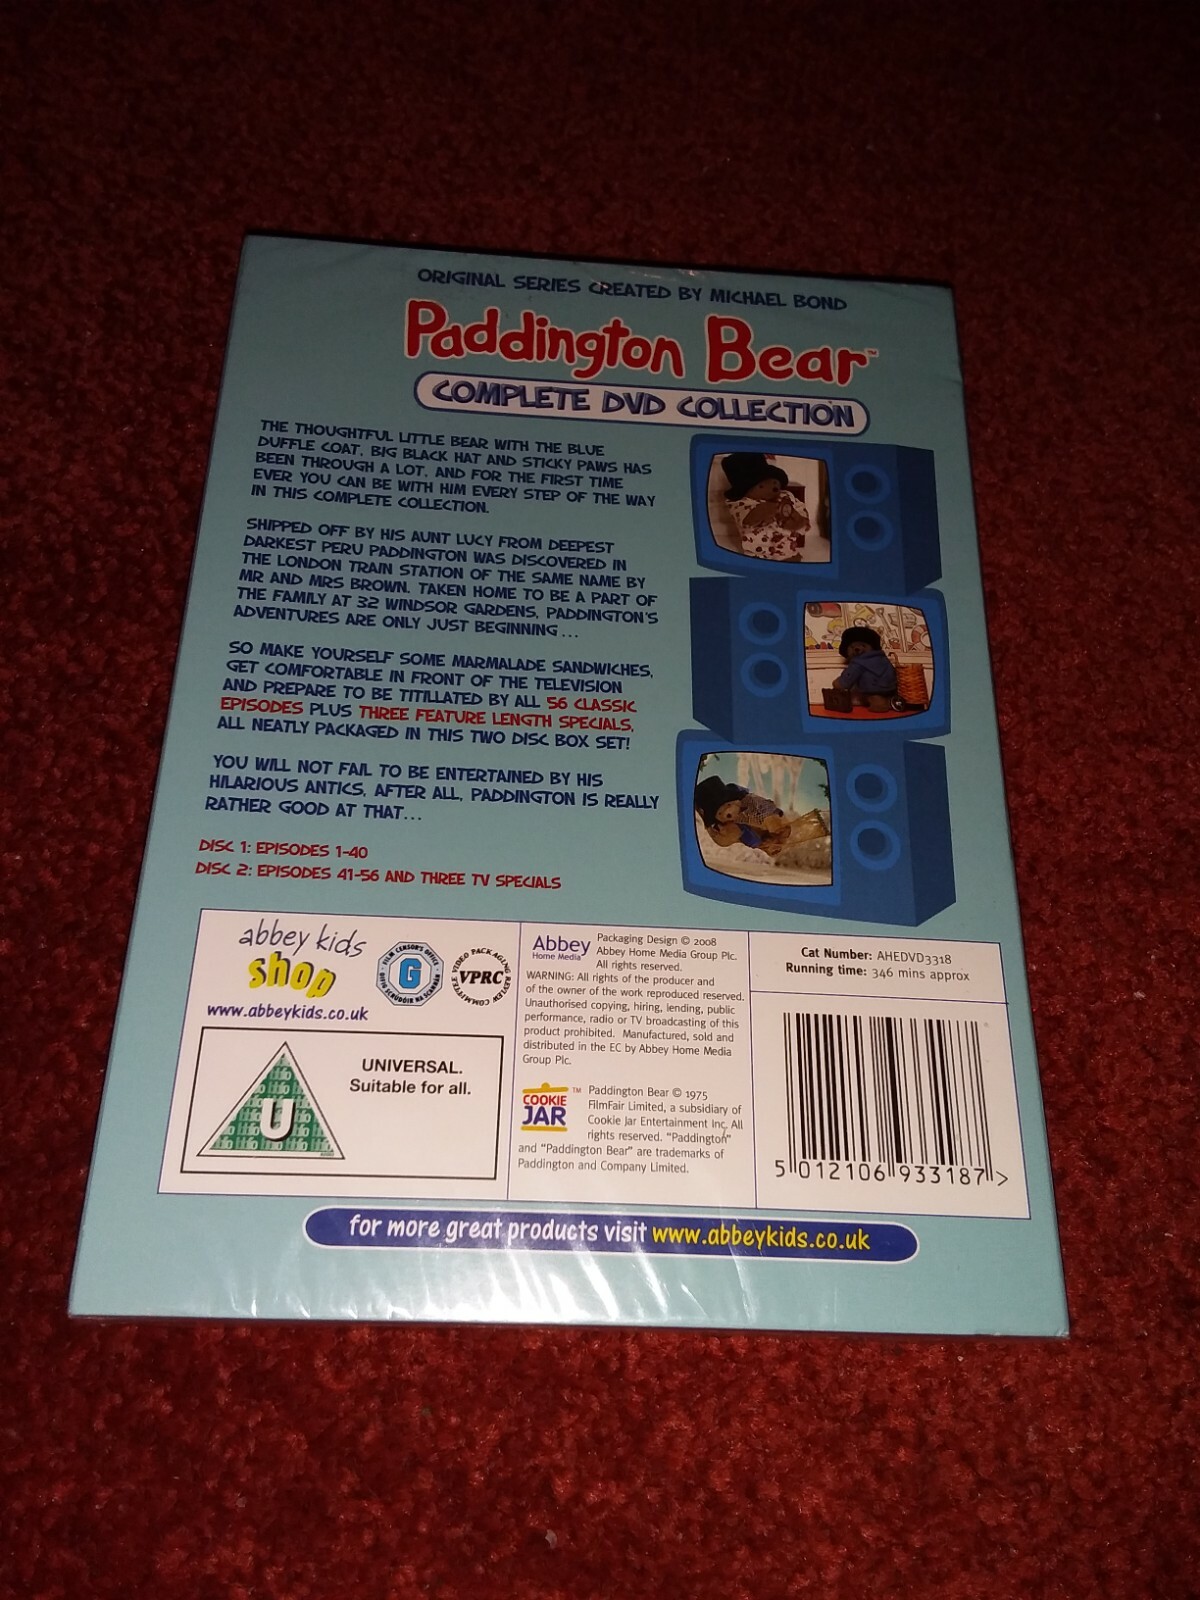 ORIGINAL SERIES CREATED BY MICHAEL BOND
Paddington Bear™
COMPLETE DVD COLLECTION
THE THOUGHTFUL LITTLE BEAR WITH THE BLUE
DUFFLE COAT, BIG BLACK HAT AND STICKY PAWS HAS
BEEN THROUGH A LOT, AND FOR THE FIRST TIME
EVER YOU CAN BE WITH HIM EVERY STEP OF THE WAY
IN THIS COMPLETE COLLECTION.
SHIPPED OFF BY HIS AUNT LUCY FROM DEEPEST
DARKEST PERU PADDINGTON WAS DISCOVERED IN
THE LONDON TRAIN STATION OF THE SAME NAME BY
MR AND MRS BROWN. TAKEN HOME TO BE A PART OF
THE FAMILY AT 32 WINDSOR GARDENS, PADDINGTON'S
ADVENTURES ARE ONLY JUST BEGINNING...
SO MAKE YOURSELF SOME MARMALADE SANDWICHES,
GET COMFORTABLE IN FRONT OF THE TELEVISION
AND PREPARE TO BE TITILLATED BY ALL 56 CLASSIC
EPISODES PLUS THREE FEATURE LENGTH SPECIALS,
ALL NEATLY PACKAGED IN THIS TWO DISC BOX SET!
YOU WILL NOT FAIL TO BE ENTERTAINED BY HIS
HILARIOUS ANTICS, AFTER ALL, PADDINGTON IS REALLY
RATHER GOOD AT THAT...
DISC 1: EPISODES 1-40
DISC 2: EPISODES 41-56 AND THREE TV SPECIALS
abbey kids
shop
www.abbeykids.co.uk
FILM CENSOR'S OFFICE
G
OIFIG SCRÚDÓIR NA SCANNÁN
VIDEO PACKAGING REVIEW COMMITTEE
VPRC
U
UNIVERSAL.
Suitable for all.
Abbey
Home Media
Packaging Design © 2008
Abbey Home Media Group Plc.
All rights reserved.
WARNING: All rights of the producer and
of the owner of the work reproduced reserved.
Unauthorised copying, hiring, lending, public
performance, radio or TV broadcasting of this
product prohibited. Manufactured, sold and
distributed in the EC by Abbey Home Media
Group Plc.
COOKIE
JAR™
Paddington Bear © 1975
FilmFair Limited, a subsidiary of
Cookie Jar Entertainment Inc. All
rights reserved. "Paddington"
and "Paddington Bear" are trademarks of
Paddington and Company Limited.
Cat Number: AHEDVD3318
Running time: 346 mins approx
5 012106 933187 >
for more great products visit www.abbeykids.co.uk